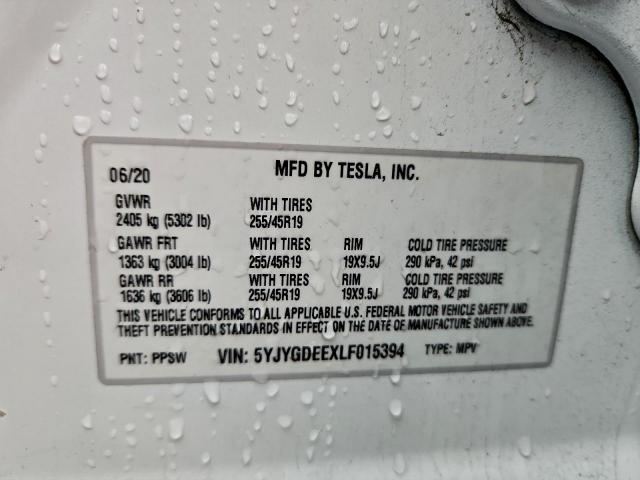 06/20 MFD BY TESLA, INC.
GVWR WITH TIRES
2405 kg (5302 lb) 255/45R19
GAWR FRT WITH TIRES RIM COLD TIRE PRESSURE
1363 kg (3004 lb) 255/45R19 19X9.5J 290 kPa, 42 psi
GAWR RR WITH TIRES RIM COLD TIRE PRESSURE
1636 kg (3606 lb) 255/45R19 19X9.5J 290 kPa, 42 psi
THIS VEHICLE CONFORMS TO ALL APPLICABLE U.S. FEDERAL MOTOR VEHICLE SAFETY AND
THEFT PREVENTION STANDARDS IN EFFECT ON THE DATE OF MANUFACTURE SHOWN ABOVE.
PNT: PPSW VIN: 5YJYGDEEXLF015394 TYPE: MPV